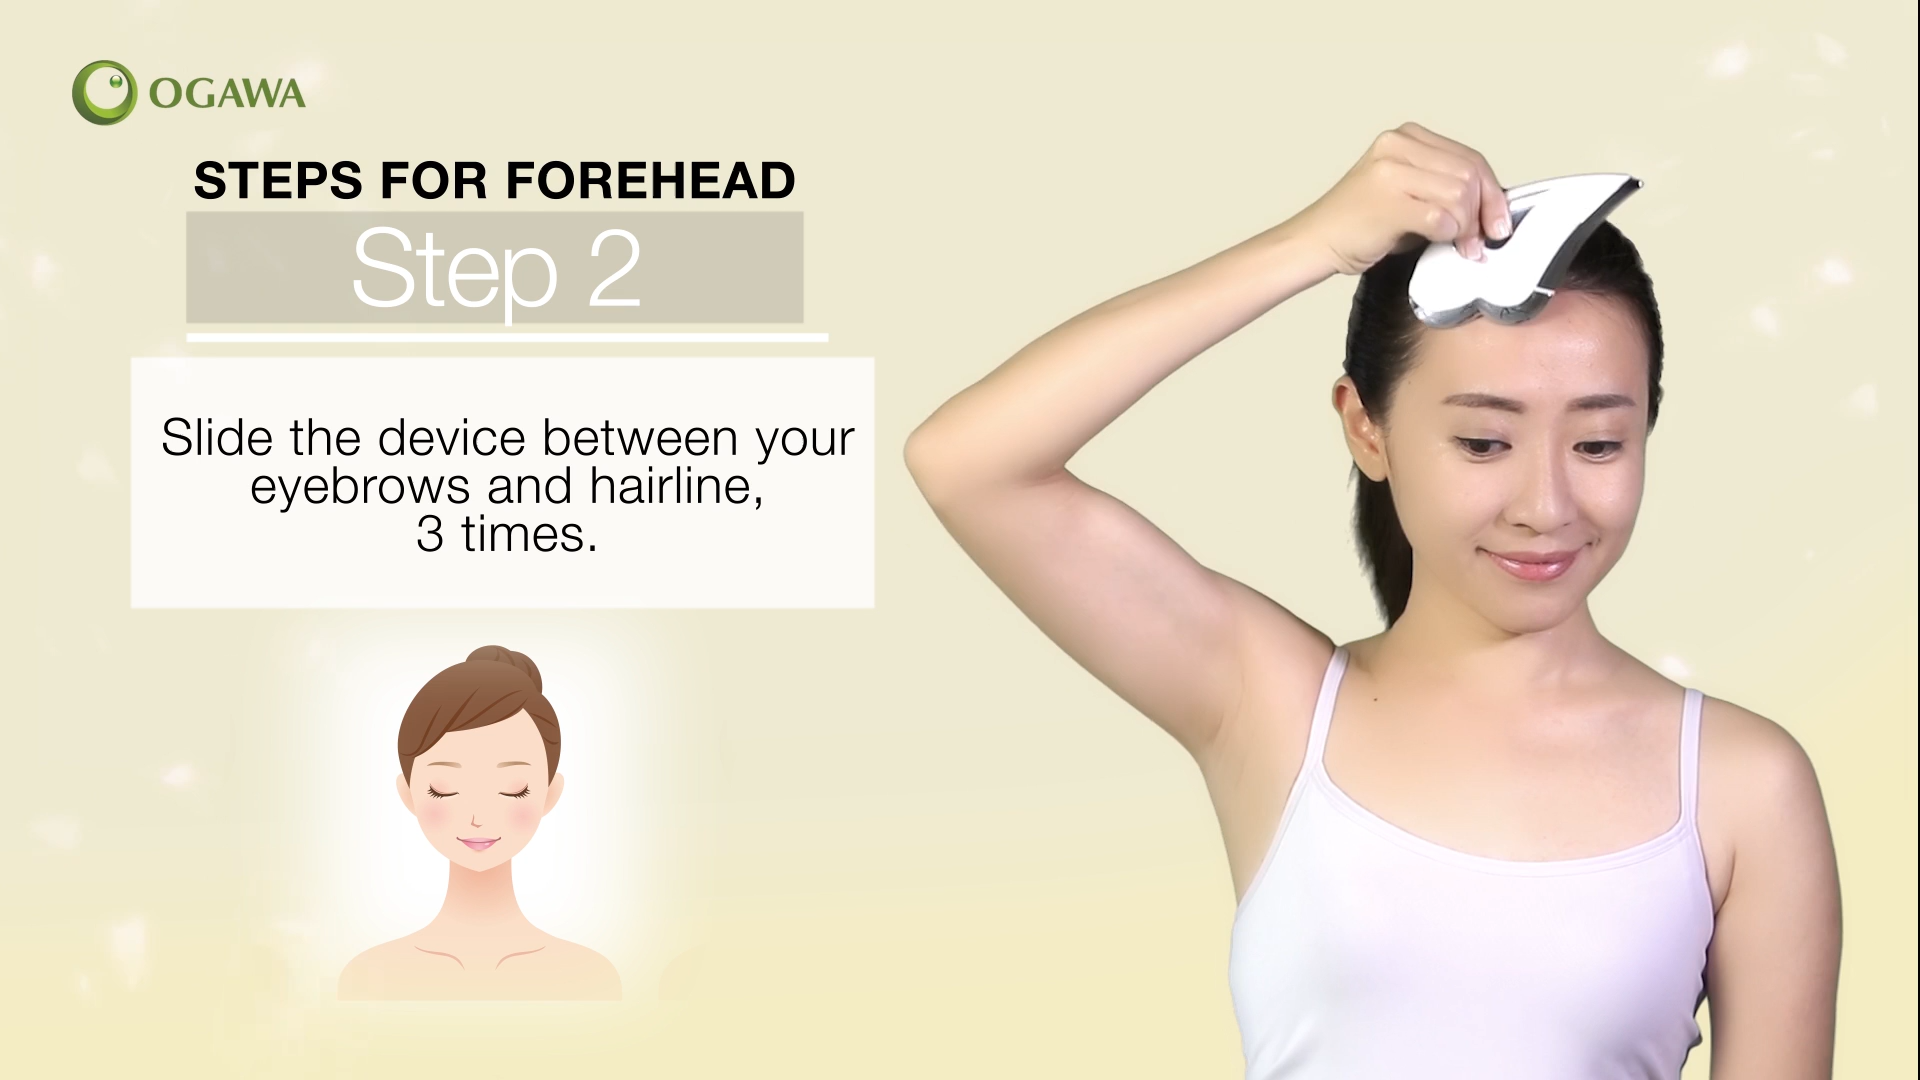 OGAWA
STEPS FOR FOREHEAD
Step 2
Slide the device between your
eyebrows and hairline,
3 times.